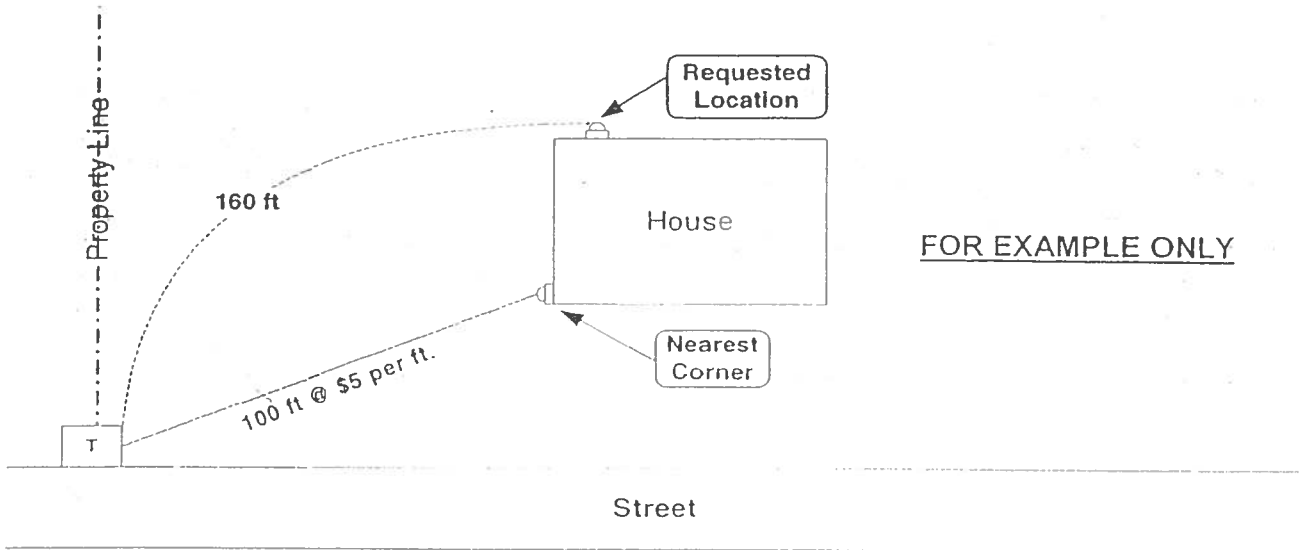 Requested
Location
Property Line
160 ft
House
FOR EXAMPLE ONLY
Nearest
Corner
100 ft @ $5 per ft.
T
Street